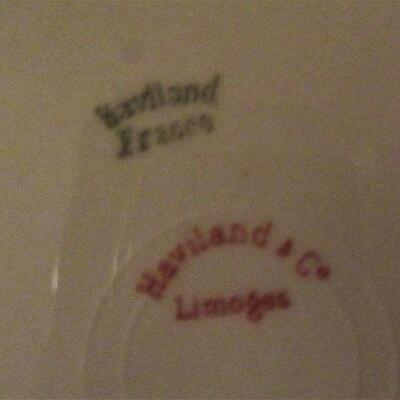 Haviland
France
Haviland & Co
Limoges